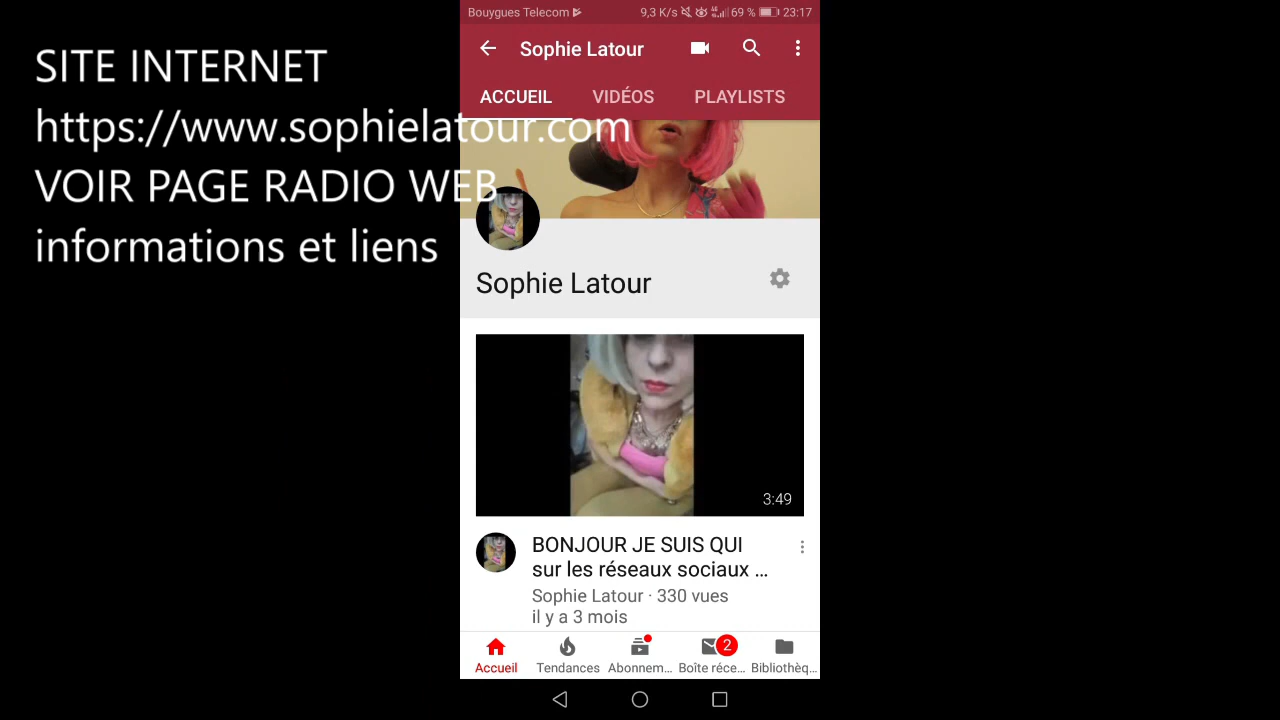 Bouygues Telecom 9,3 K/s 69 % 23:17
Sophie Latour
ACCUEIL VIDÉOS PLAYLISTS
SITE INTERNET
https://www.sophielatour.com
VOIR PAGE RADIO WEB
informations et liens
Sophie Latour
3:49
BONJOUR JE SUIS QUI
sur les réseaux sociaux ...
Sophie Latour · 330 vues
il y a 3 mois
2
Accueil Tendances Abonnem... Boîte réce... Bibliothèq...